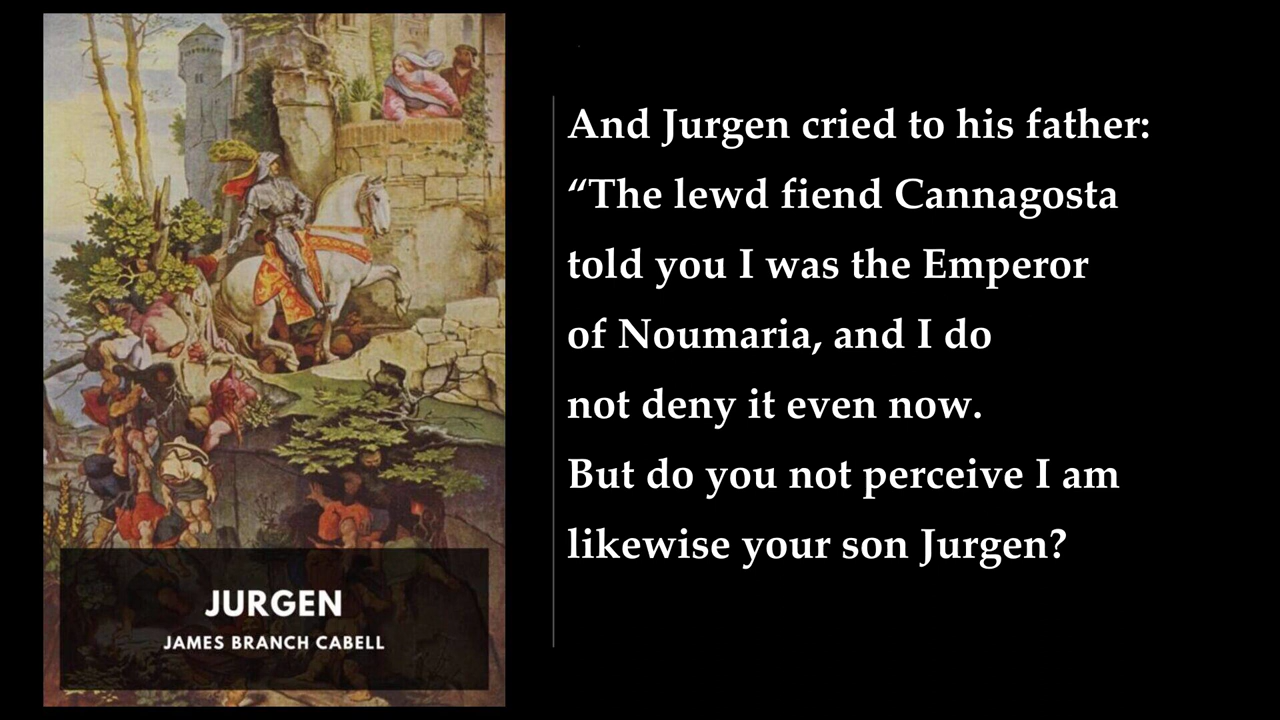 JURGEN
JAMES BRANCH CABELL
And Jurgen cried to his father:
“The lewd fiend Cannagosta
told you I was the Emperor
of Noumaria, and I do
not deny it even now.
But do you not perceive I am
likewise your son Jurgen?